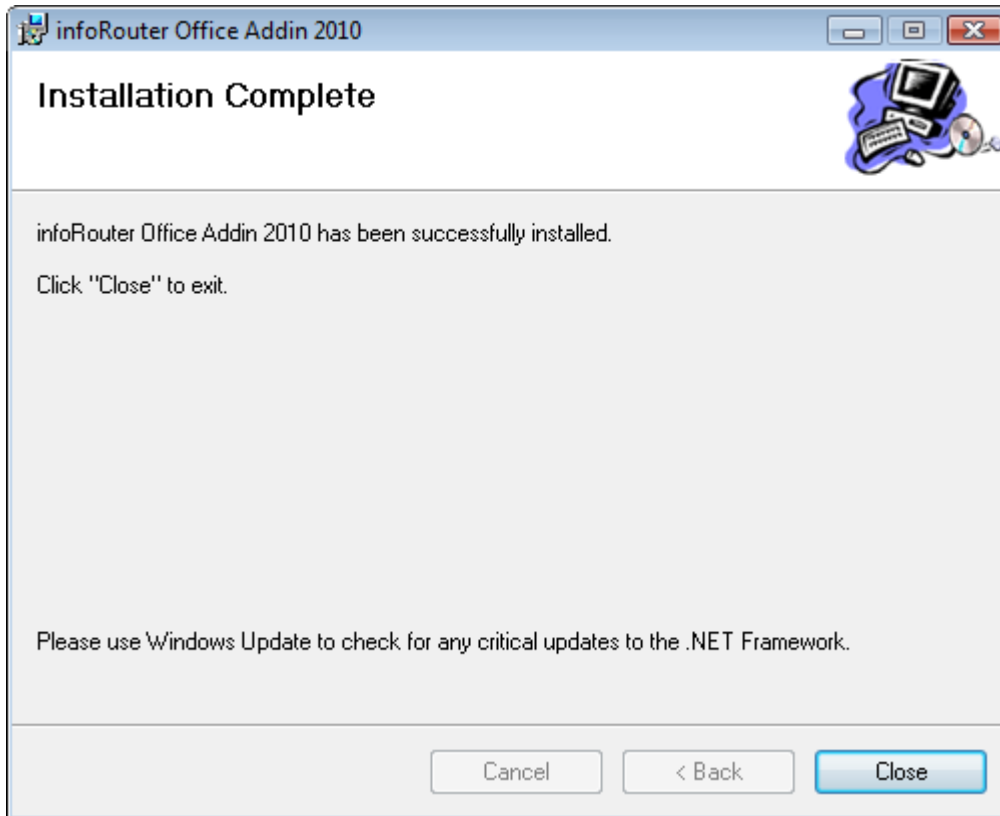 infoRouter Office Addin 2010
Installation Complete
infoRouter Office Addin 2010 has been successfully installed.
Click "Close" to exit.
Please use Windows Update to check for any critical updates to the .NET Framework.
Cancel
< Back
Close